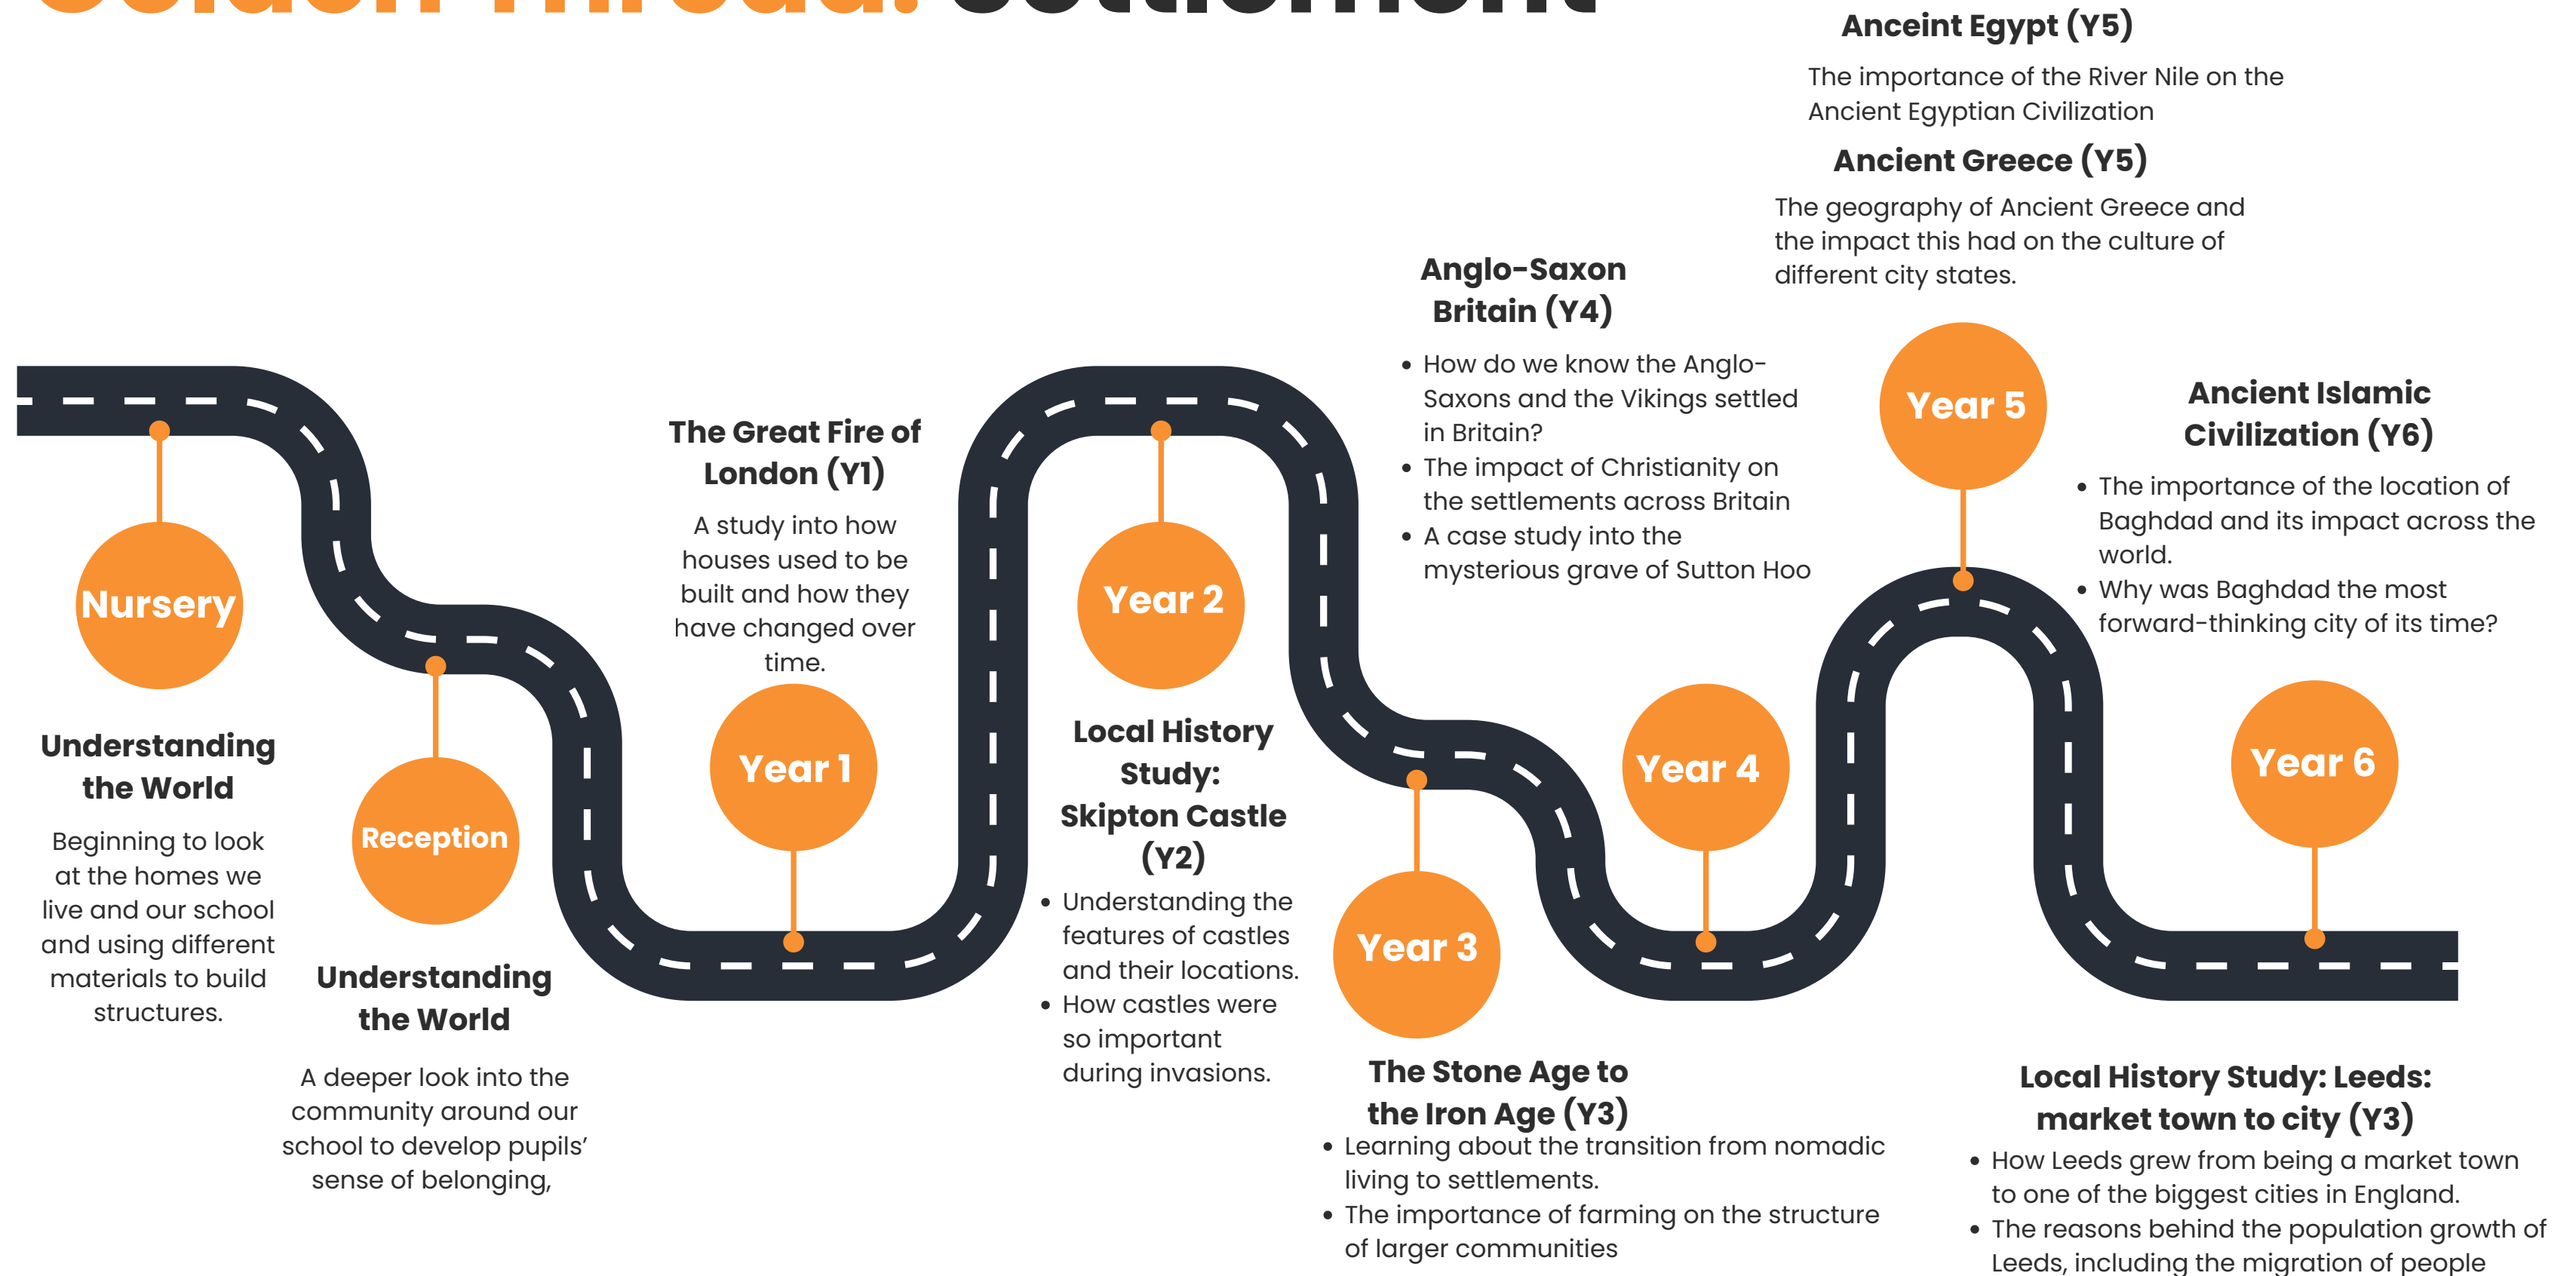 Golden Thread: Settlement
Anceint Egypt (Y5)
The importance of the River Nile on the
Ancient Egyptian Civilization
Ancient Greece (Y5)
The geography of Ancient Greece and
the impact this had on the culture of
different city states.
Nursery
Understanding
the World
Beginning to look
at the homes we
live and our school
and using different
materials to build
structures.
Reception
Understanding
the World
A deeper look into the
community around our
school to develop pupils’
sense of belonging,
The Great Fire of
London (Y1)
A study into how
houses used to be
built and how they
have changed over
time.
Year 1
Year 2
Local History
Study:
Skipton Castle
(Y2)
• Understanding the
features of castles
and their locations.
• How castles were
so important
during invasions.
Year 3
The Stone Age to
the Iron Age (Y3)
• Learning about the transition from nomadic
living to settlements.
• The importance of farming on the structure
of larger communities
Anglo-Saxon
Britain (Y4)
• How do we know the Anglo-
Saxons and the Vikings settled
in Britain?
• The impact of Christianity on
the settlements across Britain
• A case study into the
mysterious grave of Sutton Hoo
Year 4
Year 5
Ancient Islamic
Civilization (Y6)
• The importance of the location of
Baghdad and its impact across the
world.
• Why was Baghdad the most
forward-thinking city of its time?
Year 6
Local History Study: Leeds:
market town to city (Y3)
• How Leeds grew from being a market town
to one of the biggest cities in England.
• The reasons behind the population growth of
Leeds, including the migration of people